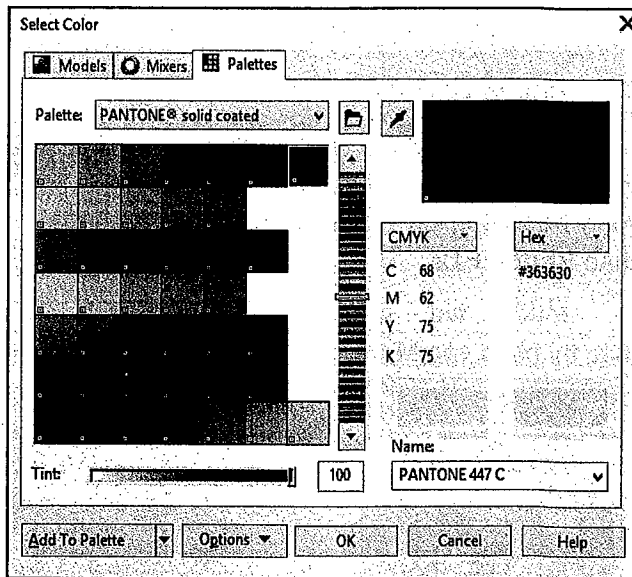 Select Color
Models Mixers Palettes
Palette: PANTONE® solid coated
CMYK Hex
C 68 #363630
M 62
Y 75
K 75
Name:
Tint: 100 PANTONE 447 C
Add To Palette Options OK Cancel Help